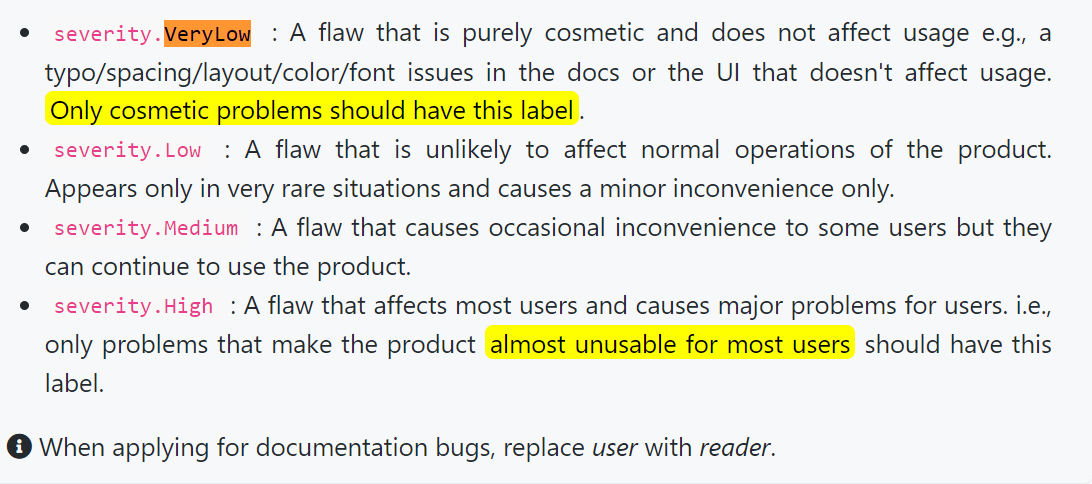 severity.VeryLow : A flaw that is purely cosmetic and does not affect usage e.g., a
typo/spacing/layout/color/font issues in the docs or the UI that doesn't affect usage.
Only cosmetic problems should have this label.
severity.Low : A flaw that is unlikely to affect normal operations of the product.
Appears only in very rare situations and causes a minor inconvenience only.
severity.Medium : A flaw that causes occasional inconvenience to some users but they
can continue to use the product.
severity.High : A flaw that affects most users and causes major problems for users. i.e.,
only problems that make the product almost unusable for most users should have this
label.
When applying for documentation bugs, replace user with reader.